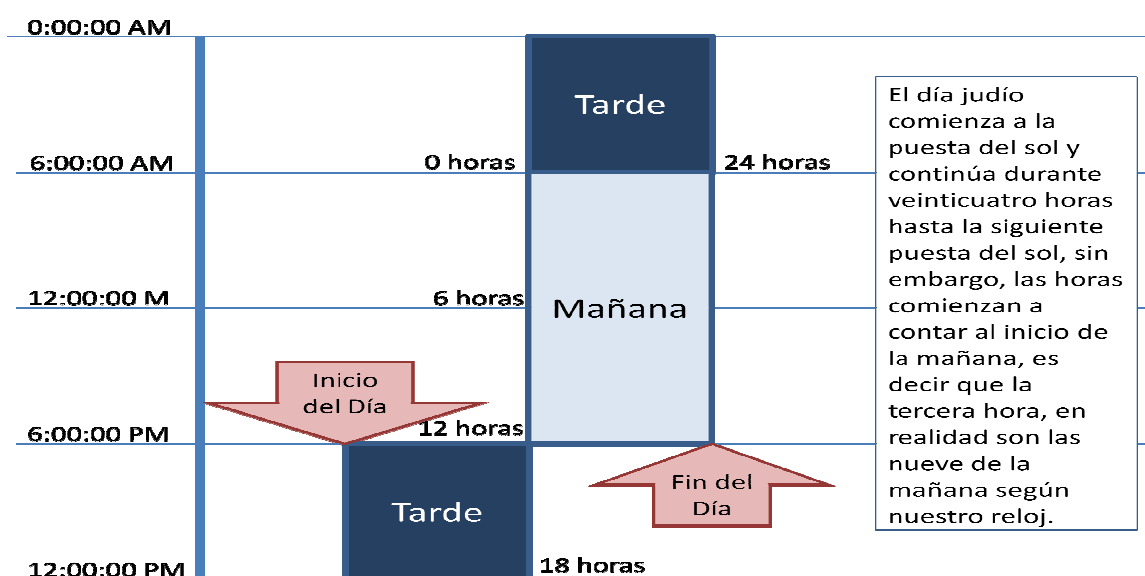 0:00:00 AM
Tarde
6:00:00 AM
0 horas
24 horas
12:00:00 M
6 horas
Mañana
Inicio
del Día
6:00:00 PM
12 horas
Fin del
Día
Tarde
12:00:00 PM
18 horas
El día judío
comienza a la
puesta del sol y
continúa durante
veinticuatro horas
hasta la siguiente
puesta del sol, sin
embargo, las horas
comienzan a
contar al inicio de
la mañana, es
decir que la
tercera hora, en
realidad son las
nueve de la
mañana según
nuestro reloj.